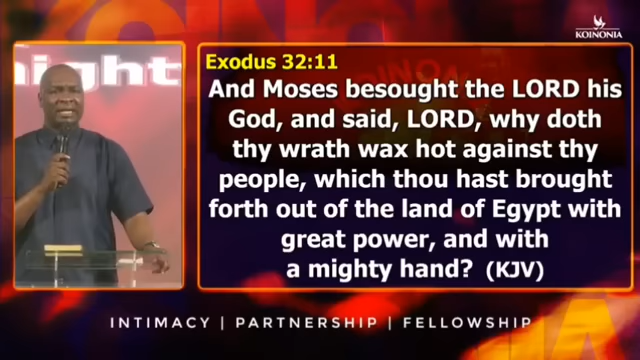 KOINONIA
ight
Exodus 32:11
And Moses besought the LORD his
God, and said, LORD, why doth
thy wrath wax hot against thy
people, which thou hast brought
forth out of the land of Egypt with
great power, and with
a mighty hand? (KJV)
INTIMACY | PARTNERSHIP | FELLOWSHIP